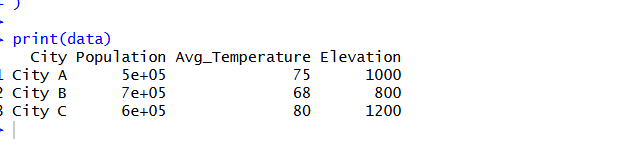 )
>
> print(data)
City Population Avg_Temperature Elevation
1 City A 5e+05 75 1000
2 City B 7e+05 68 800
3 City C 6e+05 80 1200
>